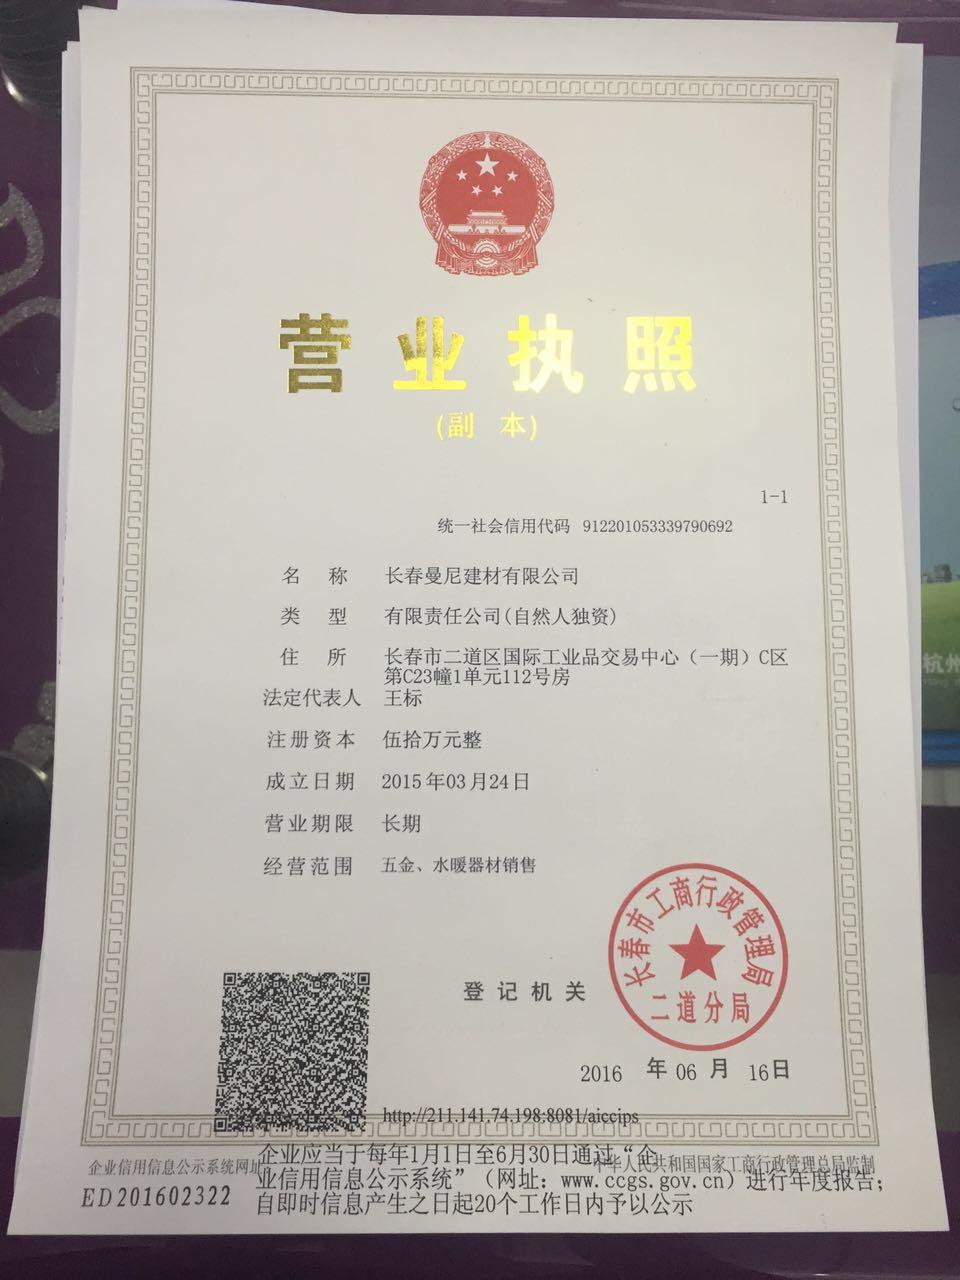 营业执照
(副 本)
1-1
统一社会信用代码 912201053339790692
名 称 长春曼尼建材有限公司
类 型 有限责任公司(自然人独资)
住 所 长春市二道区国际工业品交易中心（一期）C区
第C23幢1单元112号房
法定代表人 王标
注册资本 伍拾万元整
成立日期 2015年03月24日
营业期限 长期
经营范围 五金、水暖器材销售
长春市工商行政管理局
二道分局
登记机关
2016 年 06 月 16日
http://211.141.74.198:8081/aiccips
企业应当于每年1月1日至6月30日通过“企
业信用信息公示系统”（网址：www.ccgs.gov.cn）进行年度报告；
自即时信息产生之日起20个工作日内予以公示
企业信用信息公示系统网址
中华人民共和国国家工商行政管理总局监制
ED201602322
杭州